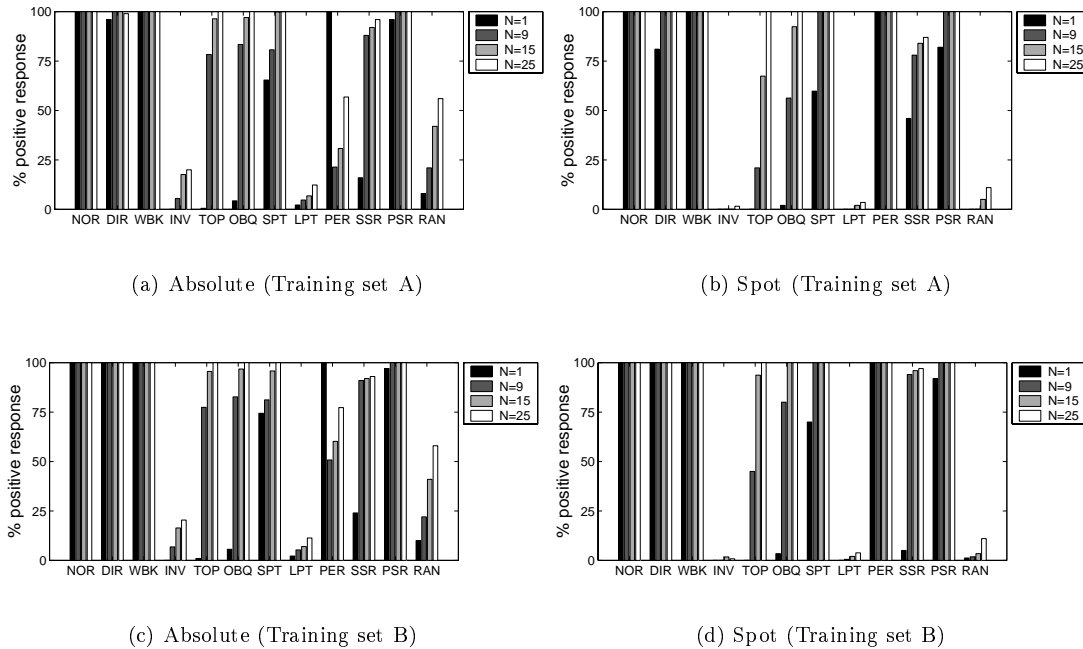 % positive response
100
75
50
25
0
NOR DIR WBK INV TOP OBQ SPT LPT PER SSR PSR RAN
N=1
N=9
N=15
N=25
(a) Absolute (Training set A)
% positive response
100
75
50
25
0
NOR DIR WBK INV TOP OBQ SPT LPT PER SSR PSR RAN
N=1
N=9
N=15
N=25
(b) Spot (Training set A)
% positive response
100
75
50
25
0
NOR DIR WBK INV TOP OBQ SPT LPT PER SSR PSR RAN
N=1
N=9
N=15
N=25
(c) Absolute (Training set B)
% positive response
100
75
50
25
0
NOR DIR WBK INV TOP OBQ SPT LPT PER SSR PSR RAN
N=1
N=9
N=15
N=25
(d) Spot (Training set B)